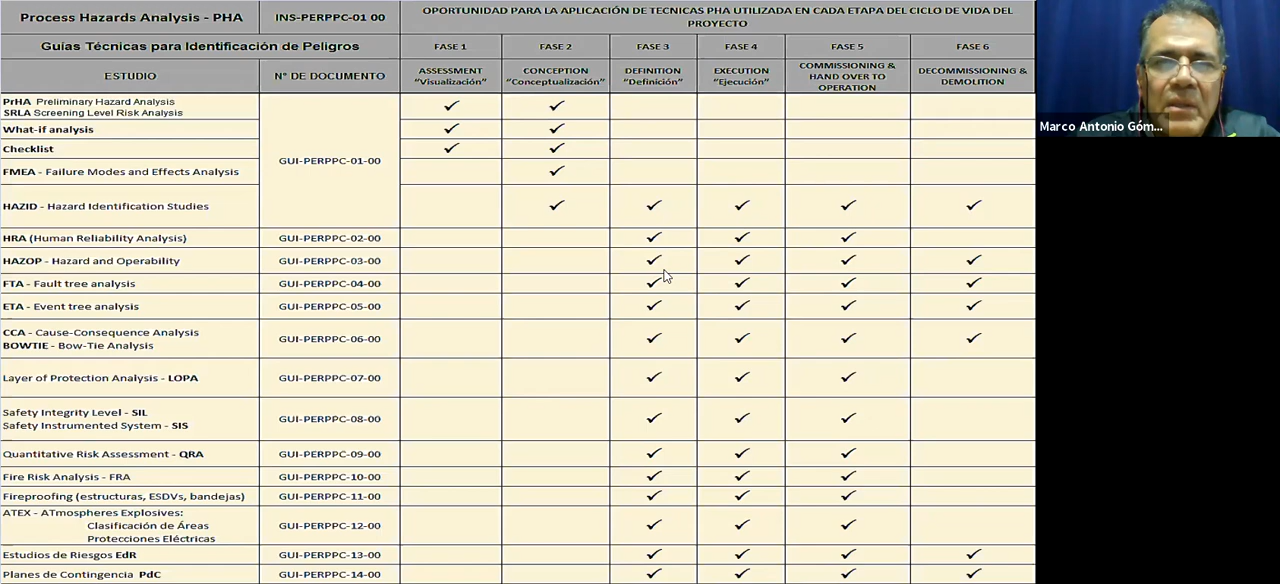 Process Hazards Analysis - PHA
INS-PERPPC-01 00
OPORTUNIDAD PARA LA APLICACIÓN DE TECNICAS PHA UTILIZADA EN CADA ETAPA DEL CICLO DE VIDA DEL
PROYECTO
Guías Técnicas para Identificación de Peligros
FASE 1
FASE 2
FASE 3
FASE 4
FASE 5
FASE 6
ESTUDIO
N° DE DOCUMENTO
ASSESSMENT
"Visualización"
CONCEPTION
"Conceptualización"
DEFINITION
"Definición"
EXECUTION
"Ejecución"
COMMISSIONING &
HAND OVER TO
OPERATION
DECOMMISSIONING &
DEMOLITION
PrHA Preliminary Hazard Analysis
SRLA Screening Level Risk Analysis
What-if analysis
Checklist
GUI-PERPPC-01-00
FMEA - Failure Modes and Effects Analysis
HAZID - Hazard Identification Studies
HRA (Human Reliability Analysis)
GUI-PERPPC-02-00
HAZOP - Hazard and Operability
GUI-PERPPC-03-00
FTA - Fault tree analysis
GUI-PERPPC-04-00
ETA - Event tree analysis
GUI-PERPPC-05-00
CCA - Cause-Consequence Analysis
BOWTIE - Bow-Tie Analysis
GUI-PERPPC-06-00
Layer of Protection Analysis - LOPA
GUI-PERPPC-07-00
Safety Integrity Level - SIL
Safety Instrumented System - SIS
GUI-PERPPC-08-00
Quantitative Risk Assessment - QRA
GUI-PERPPC-09-00
Fire Risk Analysis - FRA
GUI-PERPPC-10-00
Fireproofing (estructuras, ESDVs, bandejas)
GUI-PERPPC-11-00
ATEX - ATmospheres Explosives:
Clasificación de Áreas
Protecciones Eléctricas
GUI-PERPPC-12-00
Estudios de Riesgos EdR
GUI-PERPPC-13-00
Planes de Contingencia PdC
GUI-PERPPC-14-00
Marco Antonio Góm...